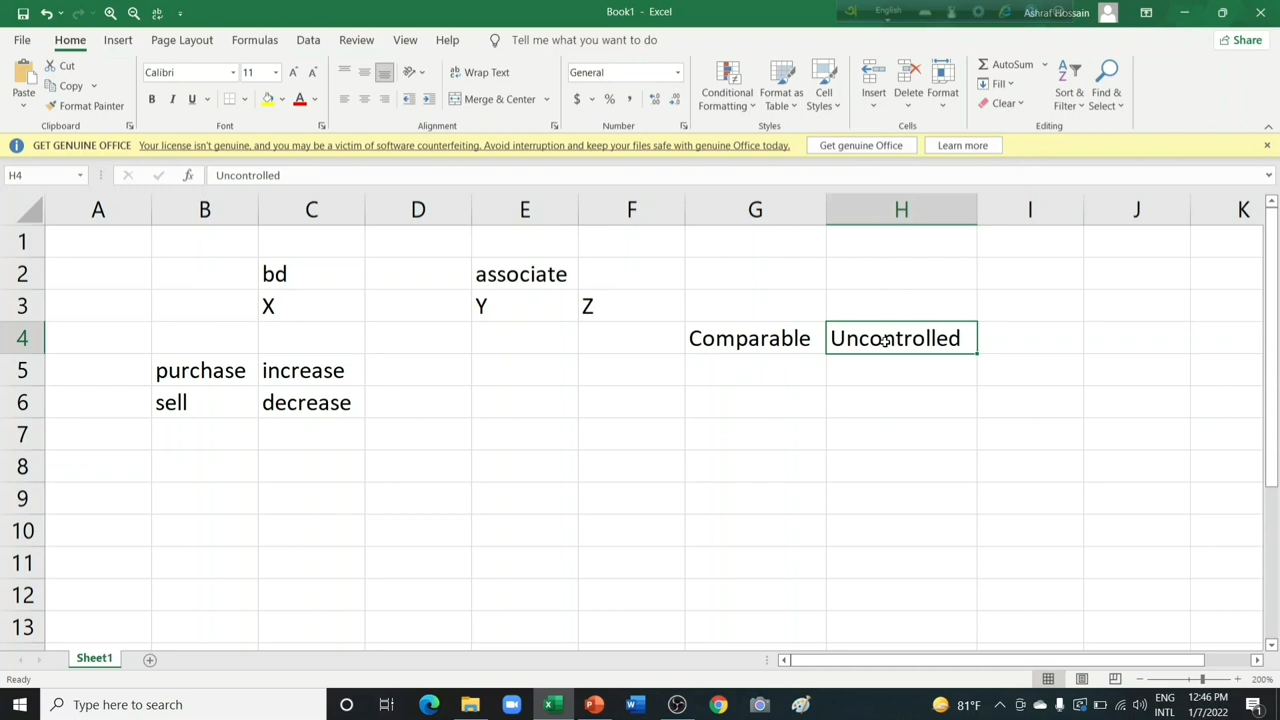 Book1 - Excel
English
Ashraf Hossain
File Home Insert Page Layout Formulas Data Review View Help Tell me what you want to do Share
Paste Cut Copy Format Painter Clipboard
Calibri 11 B I U Font
Wrap Text Merge & Center Alignment
General $ % Number
Conditional Formatting Format as Table Cell Styles Styles
Insert Delete Format Cells
AutoSum Fill Clear Sort & Filter Find & Select Editing
GET GENUINE OFFICE Your license isn't genuine, and you may be a victim of software counterfeiting. Avoid interruption and keep your files safe with genuine Office today. Get genuine Office Learn more
H4 fx Uncontrolled
A B C D E F G H I J K
1
2 bd associate
3 X Y Z
4 Comparable Uncontrolled
5 purchase increase
6 sell decrease
7
8
9
10
11
12
13
Sheet1
Ready 200%
Type here to search 81°F ENG INTL 12:46 PM 1/7/2022